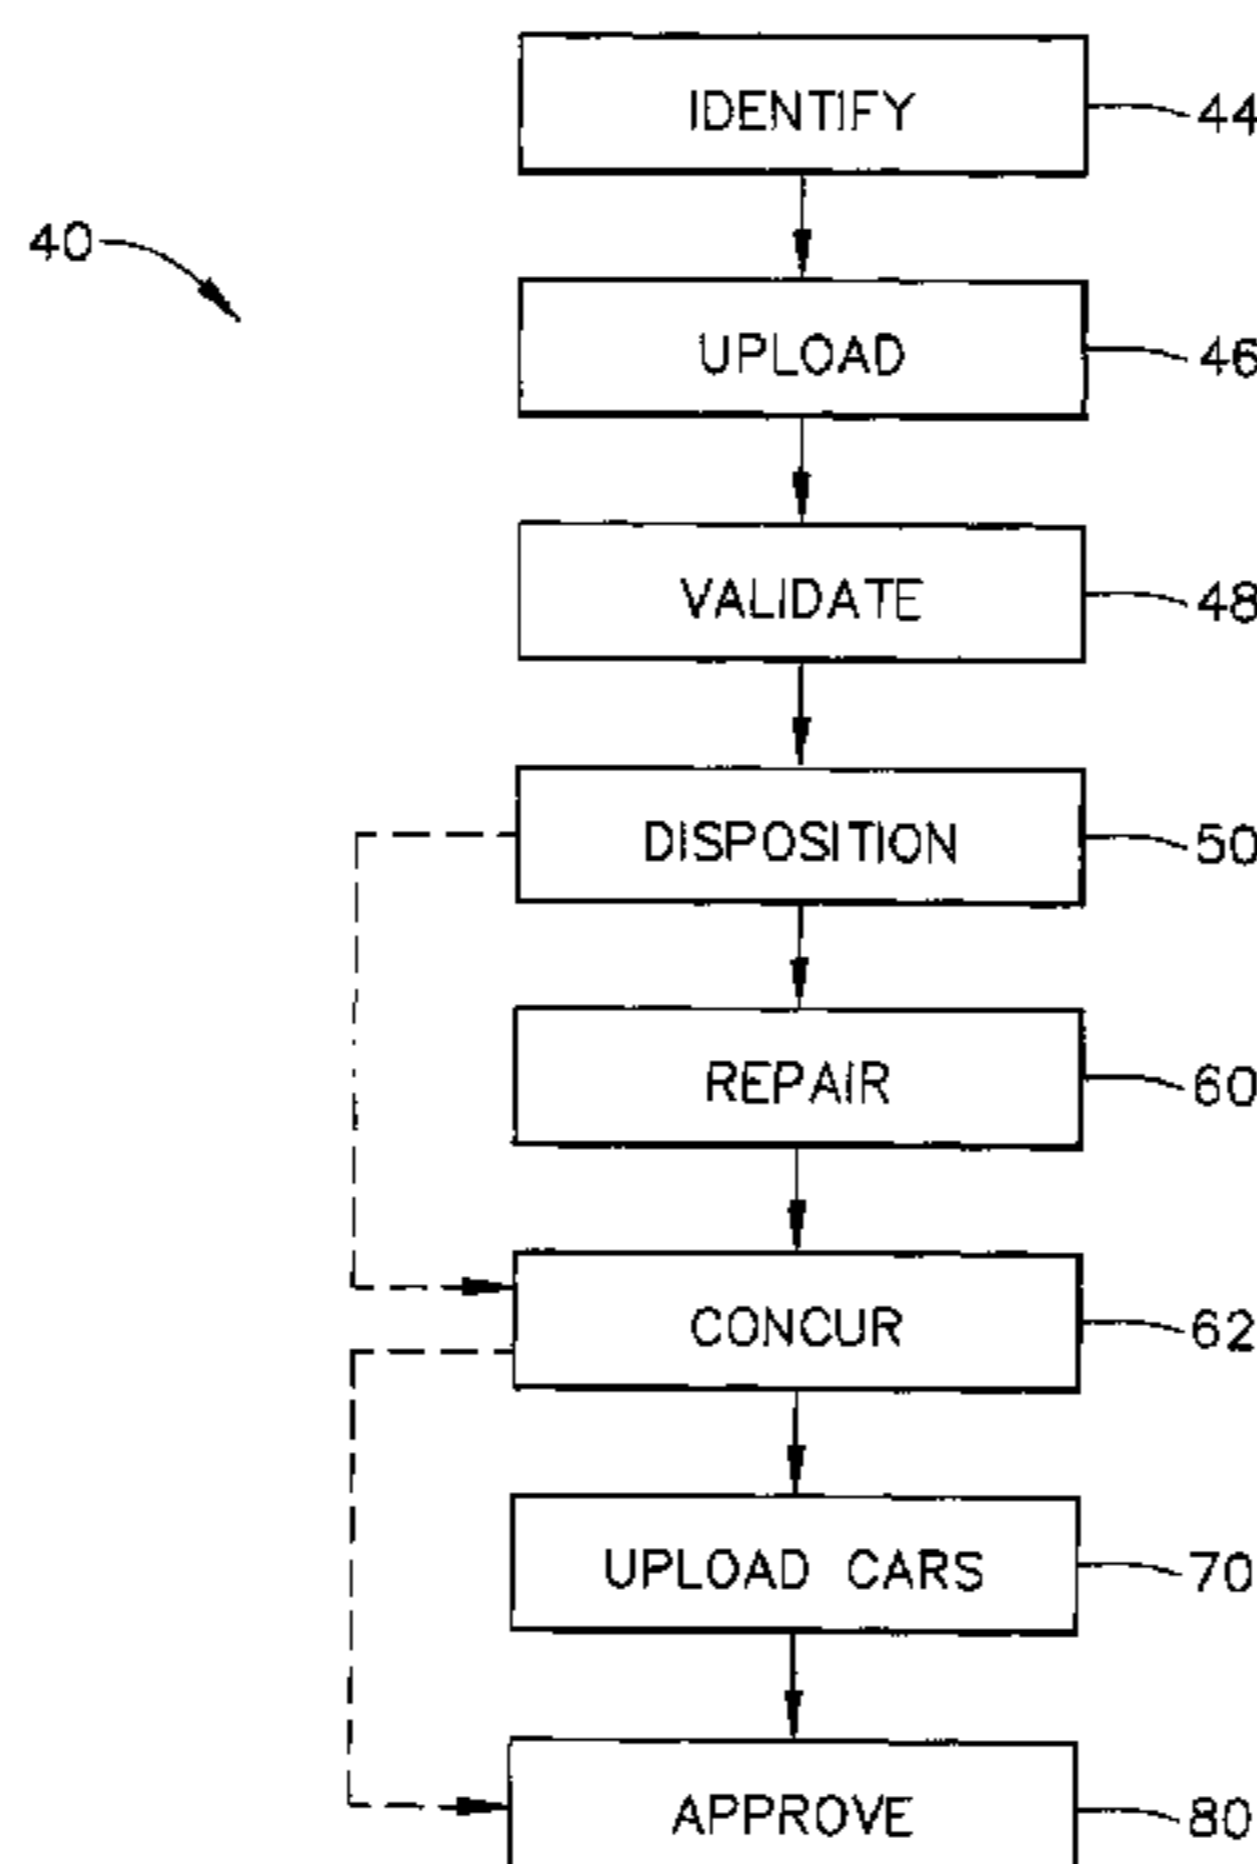 IDENTIFY 44
40
UPLOAD 46
VALIDATE 48
DISPOSITION 50
REPAIR 60
CONCUR 62
UPLOAD CARS 70
APPROVE 80